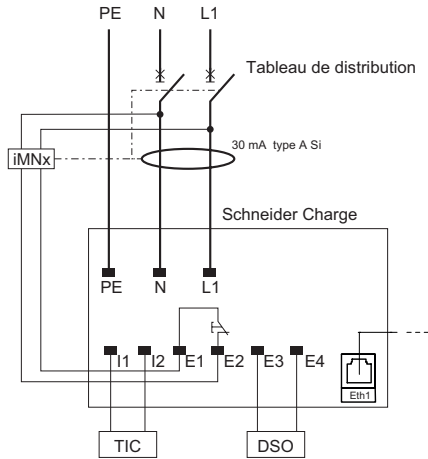 PE N L1
Tableau de distribution
30 mA type A Si
iMNx
Schneider Charge
PE N L1
I1 I2 E1 E2 E3 E4
Eth1
TIC DSO